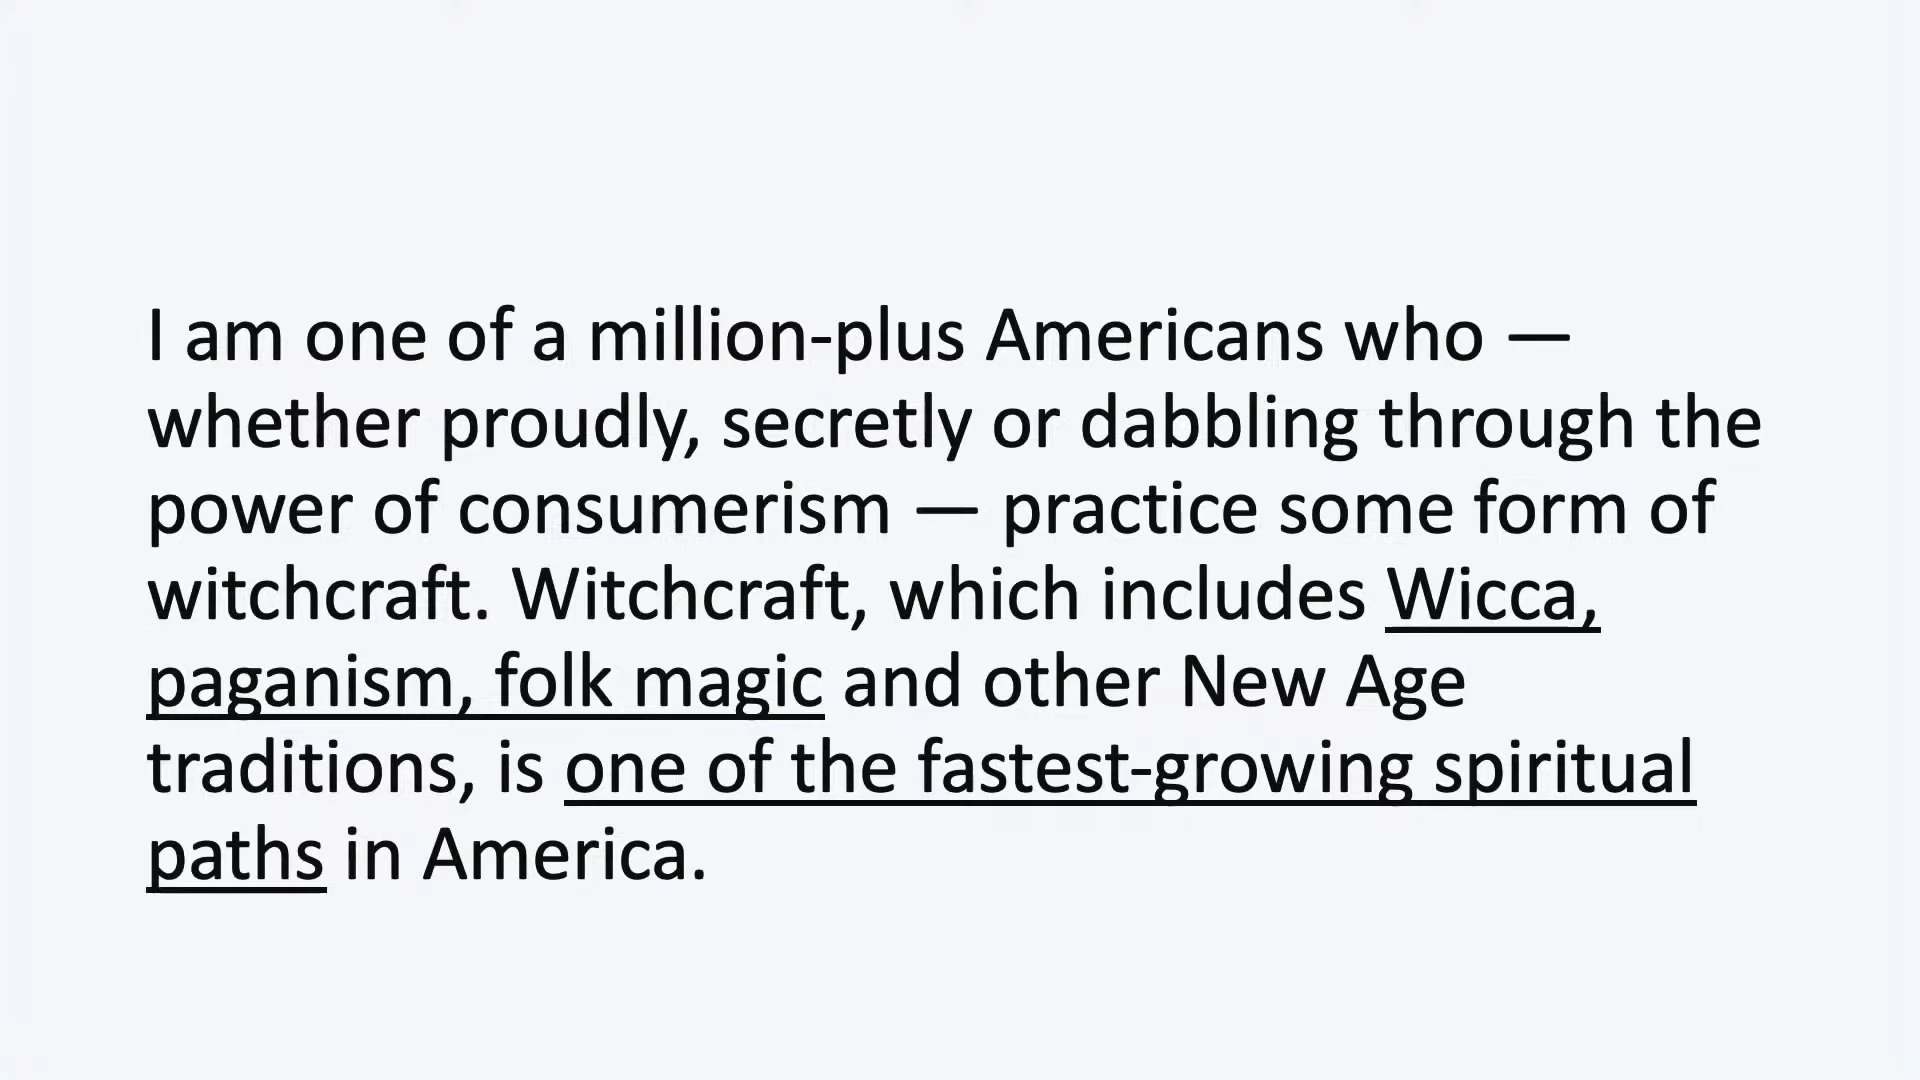 I am one of a million-plus Americans who —
whether proudly, secretly or dabbling through the
power of consumerism — practice some form of
witchcraft. Witchcraft, which includes Wicca,
paganism, folk magic and other New Age
traditions, is one of the fastest-growing spiritual
paths in America.